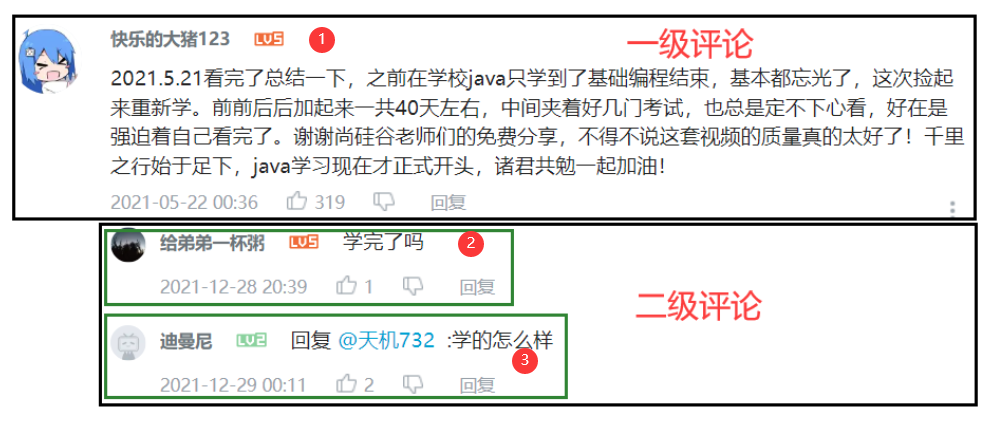 快乐的大猪123 LV5 1 一级评论
2021.5.21看完了总结一下，之前在学校java只学到了基础编程结束，基本都忘光了，这次捡起
来重新学。前前后后加起来一共40天左右，中间夹着好几门考试，也总是定不下心看，好在是
强迫着自己看完了。谢谢尚硅谷老师们的免费分享，不得不说这套视频的质量真的太好了！千里
之行始于足下，java学习现在才正式开头，诸君共勉一起加油！
2021-05-22 00:36 319 回复
给弟弟一杯粥 LV5 学完了吗 2
2021-12-28 20:39 1 回复
二级评论
迪曼尼 LV2 回复 @天机732 :学的怎么样
3
2021-12-29 00:11 2 回复